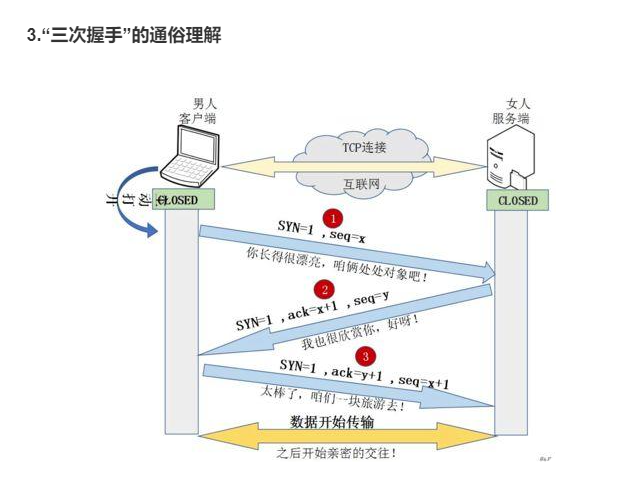 3.“三次握手”的通俗理解
男人
客户端
女人
服务端
TCP连接
互联网
CLOSED
CLOSED
动
打
开
1
SYN=1 ,seq=x
你长得很漂亮，咱俩处处对象吧！
2
SYN=1 ,ack=x+1 ,seq=y
我也很欣赏你，好呀！
3
SYN=1 ,ack=y+1 ,seq=x+1
太棒了，咱们一块旅游去！
数据开始传输
之后开始亲密的交往！